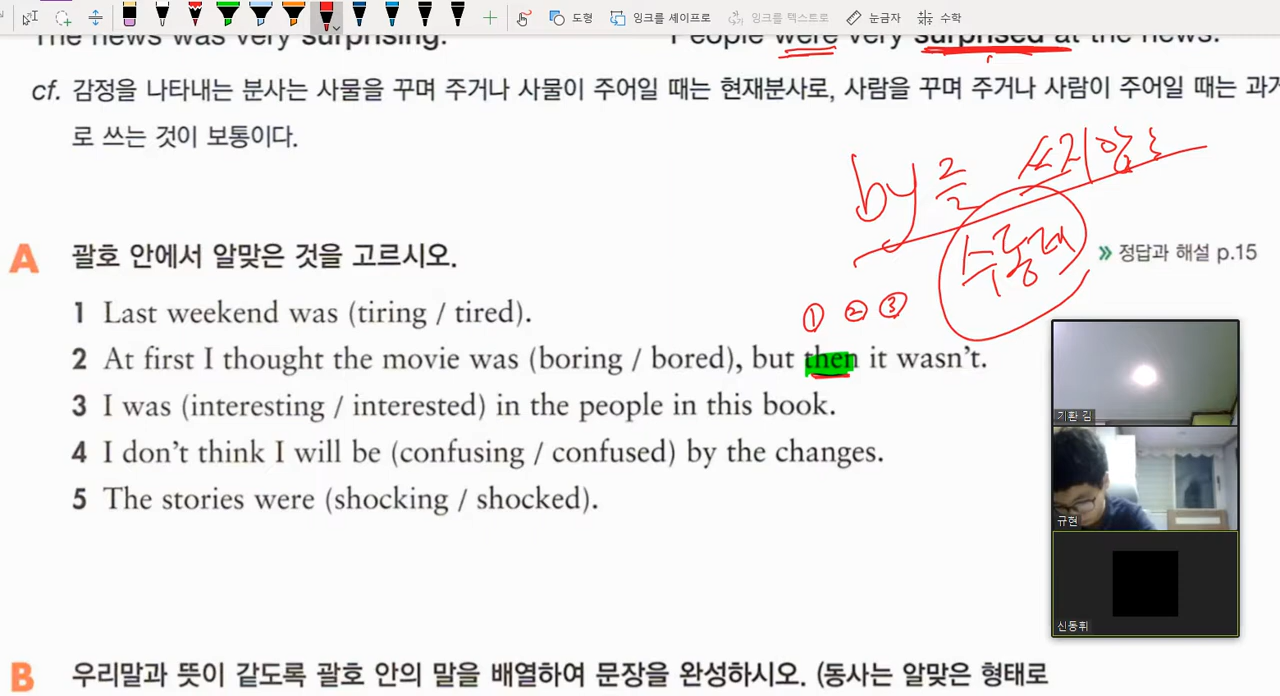 도형 잉크를 셰이프로 잉크를 텍스트로 눈금자 수학
The news was very surprising. People were very surprised at the news.
cf. 감정을 나타내는 분사는 사물을 꾸며 주거나 사물이 주어일 때는 현재분사로, 사람을 꾸며 주거나 사람이 주어일 때는 과거
로 쓰는 것이 보통이다.
by를 쓰지않는
수동태
A 괄호 안에서 알맞은 것을 고르시오.
» 정답과 해설 p.15
1 Last weekend was (tiring / tired).
① ② ③
2 At first I thought the movie was (boring / bored), but then it wasn't.
3 I was (interesting / interested) in the people in this book.
4 I don't think I will be (confusing / confused) by the changes.
5 The stories were (shocking / shocked).
기환 김
규현
신동휘
B 우리말과 뜻이 같도록 괄호 안의 말을 배열하여 문장을 완성하시오. (동사는 알맞은 형태로